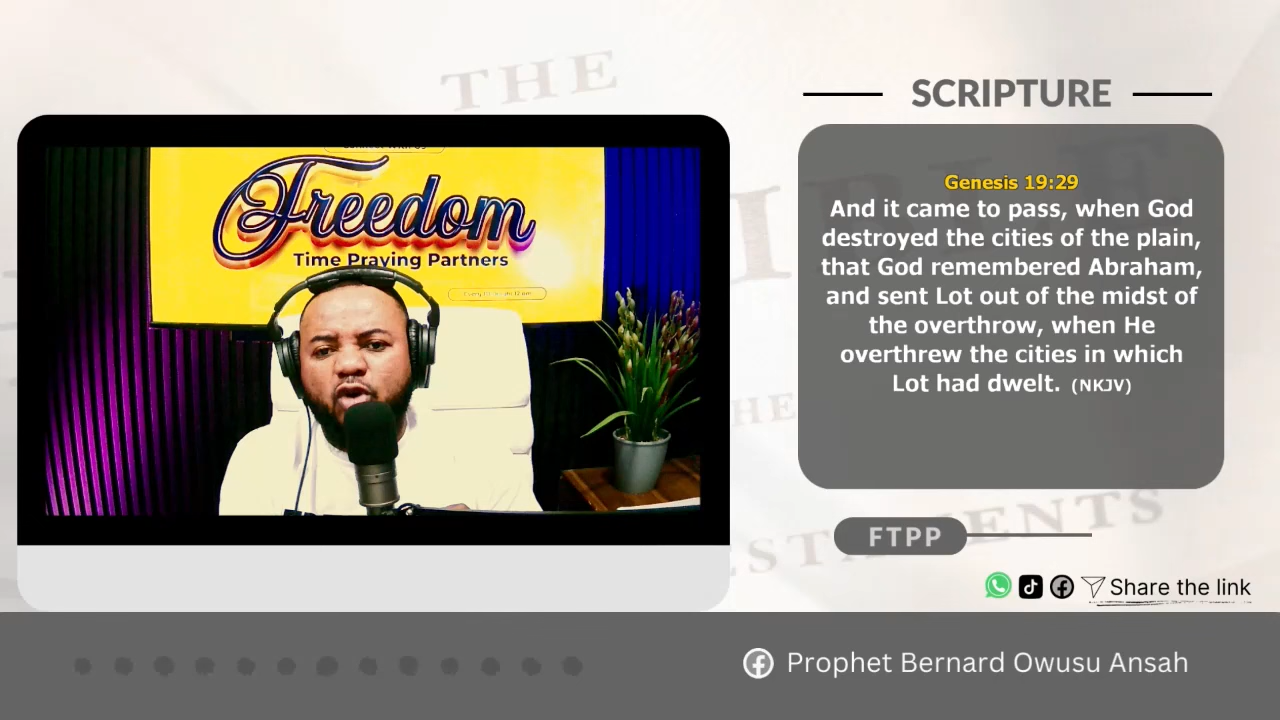 THE
SCRIPTURE
Freedom
Time Praying Partners
Genesis 19:29
And it came to pass, when God
destroyed the cities of the plain,
that God remembered Abraham,
and sent Lot out of the midst of
the overthrow, when He
overthrew the cities in which
Lot had dwelt. (NKJV)
THE
FTPP
Share the link
Prophet Bernard Owusu Ansah